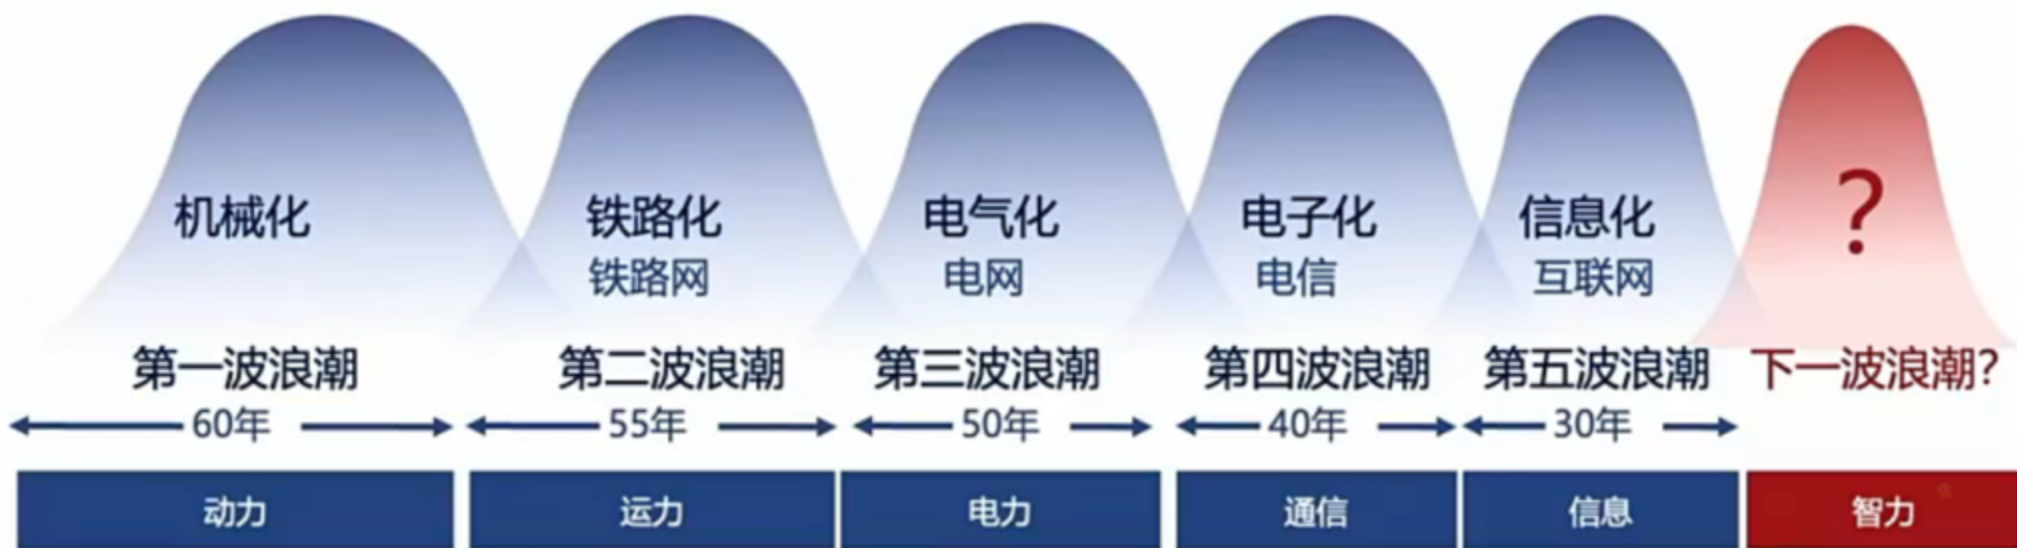 机械化 铁路化 电气化 电子化 信息化 ?
铁路网 电网 电信 互联网
第一波浪潮 第二波浪潮 第三波浪潮 第四波浪潮 第五波浪潮 下一波浪潮?
60年 55年 50年 40年 30年
动力 运力 电力 通信 信息 智力